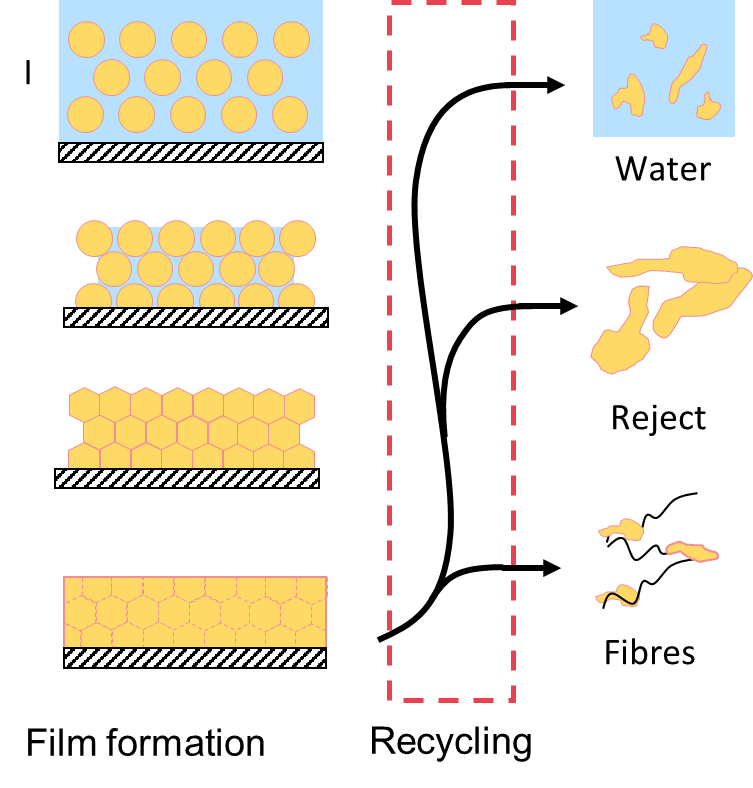 I
Water
Reject
Fibres
Film formation
Recycling